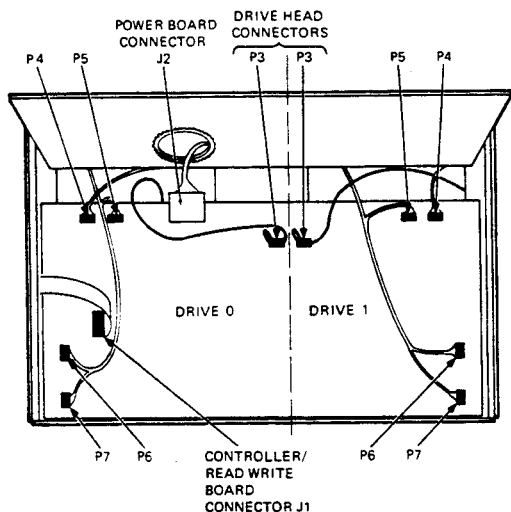 POWER BOARD
CONNECTOR
J2
DRIVE HEAD
CONNECTORS
P4
P5
P3
P3
P5
P4
DRIVE 0
DRIVE 1
P7
P6
CONTROLLER/
READ WRITE
BOARD
CONNECTOR J1
P6
P7